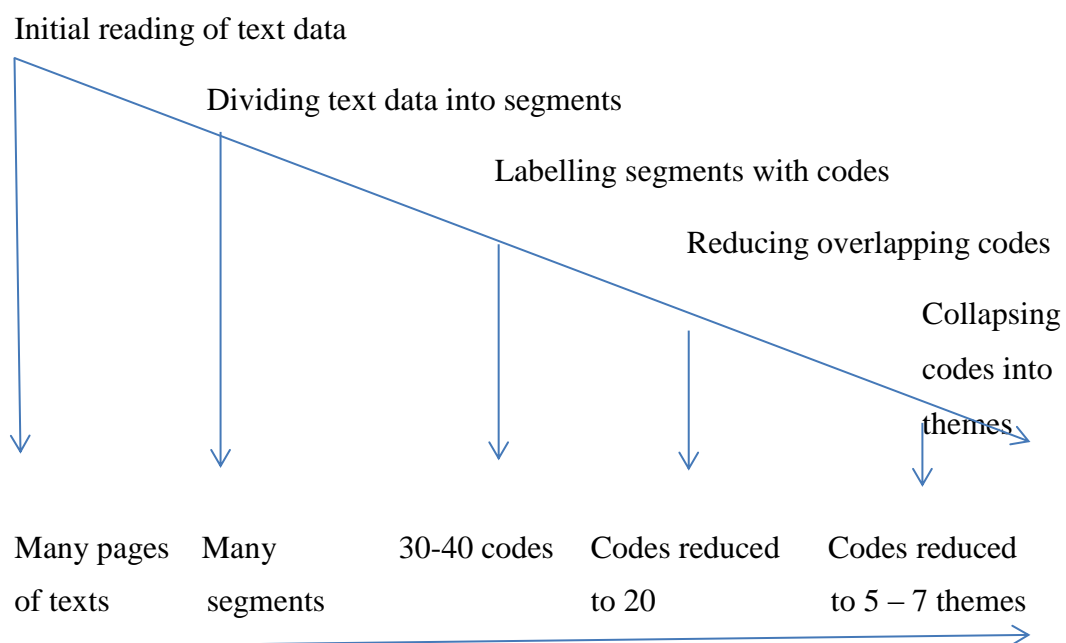 Initial reading of text data
Dividing text data into segments
Labelling segments with codes
Reducing overlapping codes
Collapsing
codes into
themes
Many pages Many 30-40 codes Codes reduced Codes reduced
of texts segments to 20 to 5 – 7 themes